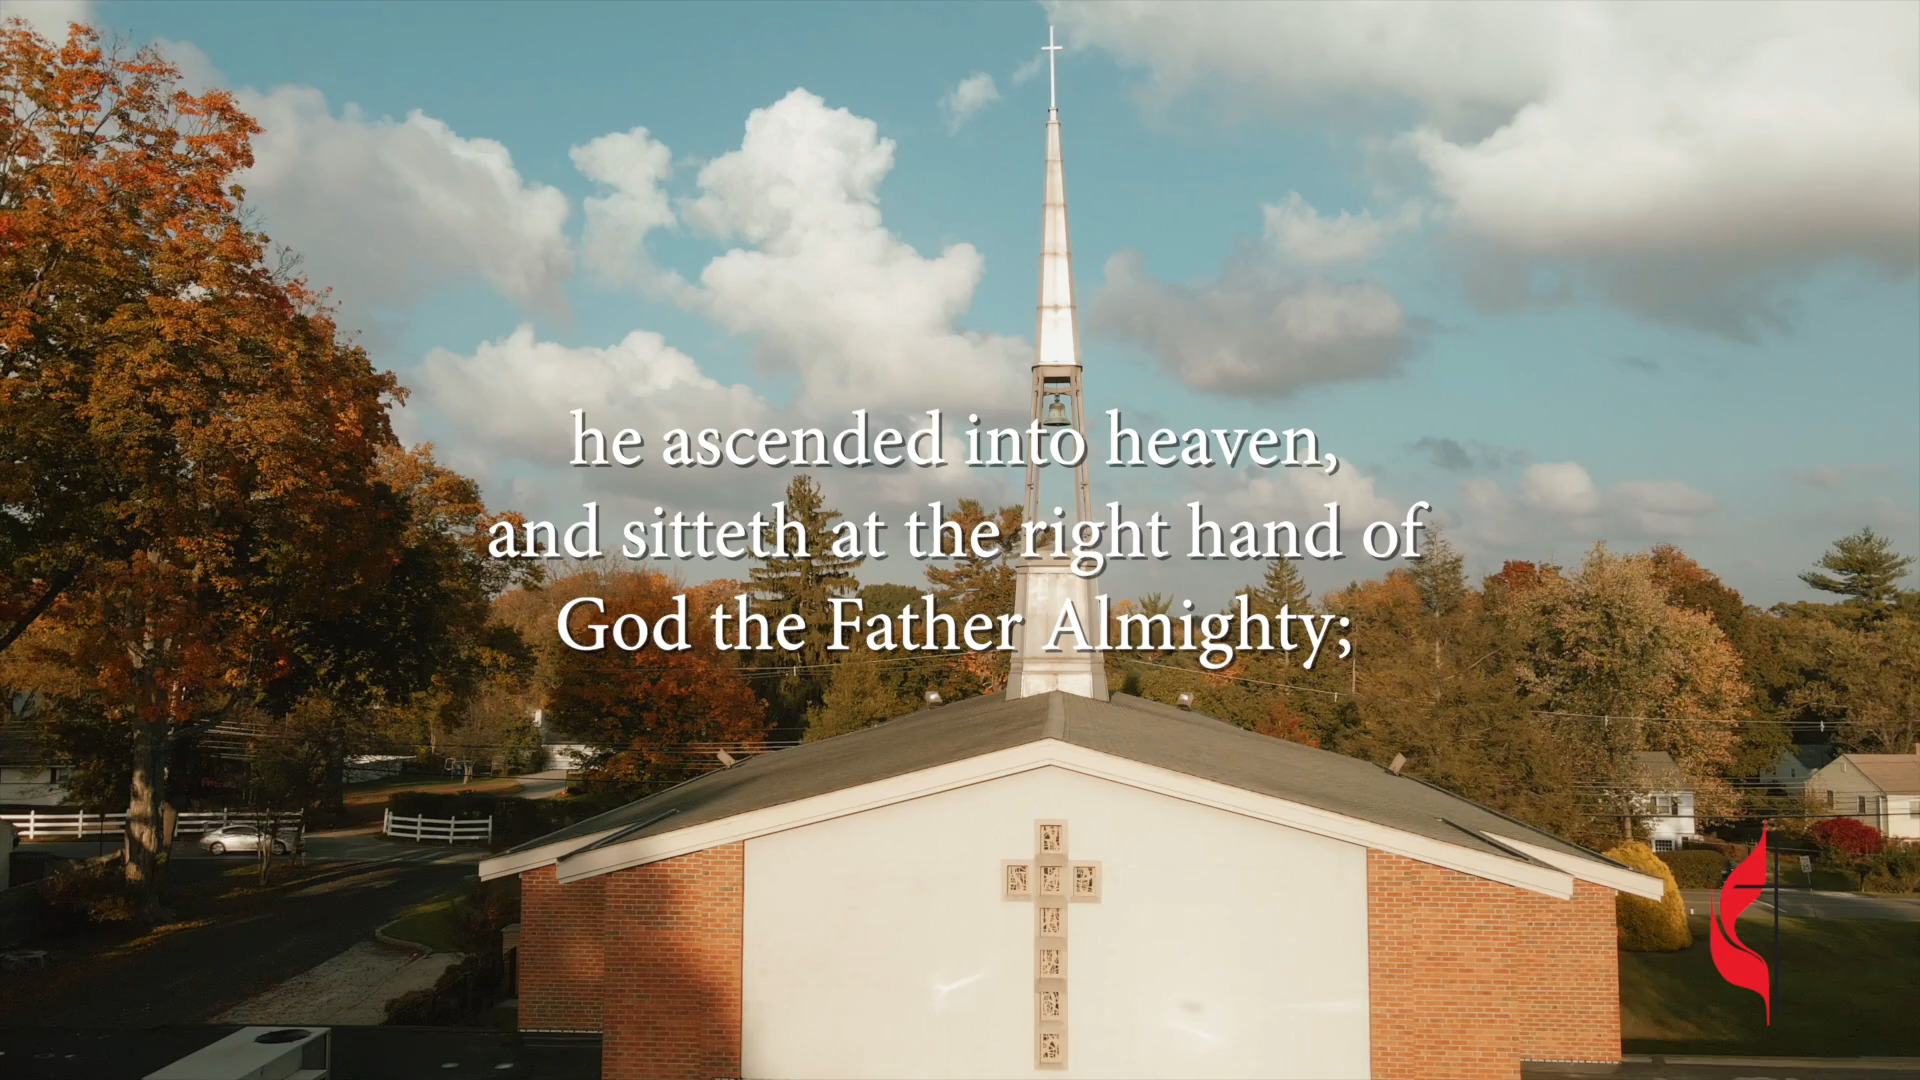 he ascended into heaven,
and sitteth at the right hand of
God the Father Almighty;